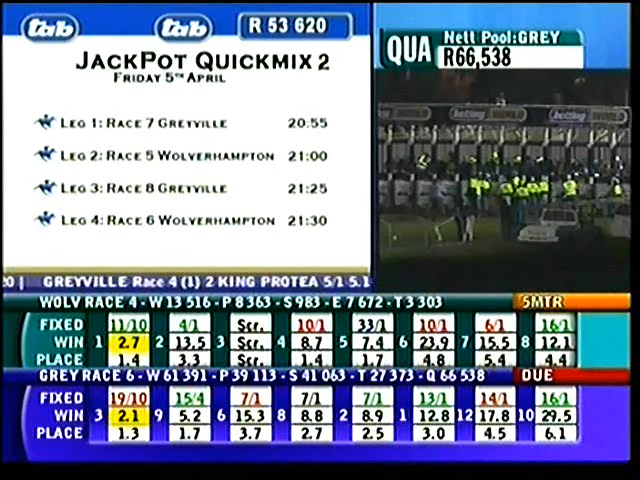 tab
tab
R 53 620
JackPot Quickmix 2
Friday 5th April
Leg 1: Race 7 Greyville 20:55
Leg 2: Race 5 Wolverhampton 21:00
Leg 3: Race 8 Greyville 21:25
Leg 4: Race 6 Wolverhampton 21:30
QUA
Nett Pool:GREY
R66,538
betting
betting
20 | GREYVILLE Race 4 (1) 2 KING PROTEA 5/1 5.1
WOLV RACE 4 - W 13 516 - P 8 363 - S 983 - E 7 672 - T 3 303 5MTR
FIXED 11/10 4/1 Scr. 10/1 33/1 10/1 6/1 16/1
WIN 1 2.7 2 13.5 3 Scr. 4 8.7 5 7.4 6 23.9 7 15.5 8 12.1
PLACE 1.4 3.3 Scr. 1.4 1.7 4.8 5.4 4.4
GREY RACE 6 - W 61 391 - P 39 113 - S 41 063 - T 27 373 - Q 66 538 DUE
FIXED 19/10 15/4 7/1 7/1 7/1 13/1 14/1 16/1
WIN 3 2.1 9 5.2 6 15.3 8 8.8 2 8.9 1 12.8 12 17.8 10 29.5
PLACE 1.3 1.7 3.7 2.7 2.5 3.0 4.5 6.1